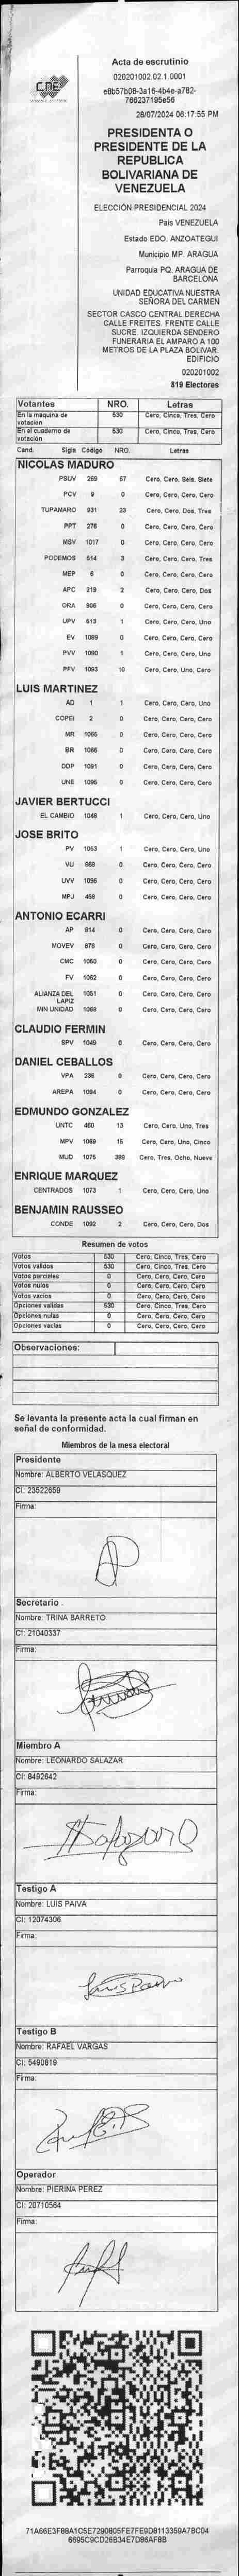 CNE
Acta de escrutinio
020201002.02.1.0001
e8b57b08-3a16-4b4e-a782-
766237195e56
28/07/2024 06:17:55 PM
PRESIDENTA O
PRESIDENTE DE LA
REPUBLICA
BOLIVARIANA DE
VENEZUELA
ELECCIÓN PRESIDENCIAL 2024
País VENEZUELA
Estado EDO. ANZOATEGUI
Municipio MP. ARAGUA
Parroquia PQ. ARAGUA DE
BARCELONA
UNIDAD EDUCATIVA NUESTRA
SEÑORA DEL CARMEN
SECTOR CASCO CENTRAL DERECHA
CALLE FREITES. FRENTE CALLE
SUCRE. IZQUIERDA SENDERO
FUNERARIA EL AMPARO A 100
METROS DE LA PLAZA BOLIVAR.
EDIFICIO
020201002
819 Electores
Votantes NRO. Letras
En la máquina de votación 530 Cero, Cinco, Tres, Cero
En el cuaderno de votación 530 Cero, Cinco, Tres, Cero
Cand. Sigla Código NRO. Letras
NICOLAS MADURO
PSUV 269 67 Cero, Cero, Seis, Siete
PCV 9 0 Cero, Cero, Cero, Cero
TUPAMARO 931 23 Cero, Cero, Dos, Tres
PPT 276 0 Cero, Cero, Cero, Cero
MSV 1017 0 Cero, Cero, Cero, Cero
PODEMOS 614 3 Cero, Cero, Cero, Tres
MEP 6 0 Cero, Cero, Cero, Cero
APC 219 2 Cero, Cero, Cero, Dos
ORA 906 0 Cero, Cero, Cero, Cero
UPV 613 1 Cero, Cero, Cero, Uno
EV 1089 0 Cero, Cero, Cero, Cero
PVV 1090 1 Cero, Cero, Cero, Uno
PFV 1093 10 Cero, Cero, Uno, Cero
LUIS MARTINEZ
AD 1 1 Cero, Cero, Cero, Uno
COPEI 2 0 Cero, Cero, Cero, Cero
MR 1066 0 Cero, Cero, Cero, Cero
BR 1086 0 Cero, Cero, Cero, Cero
DDP 1091 0 Cero, Cero, Cero, Cero
UNE 1096 0 Cero, Cero, Cero, Cero
JAVIER BERTUCCI
EL CAMBIO 1048 1 Cero, Cero, Cero, Uno
JOSE BRITO
PV 1053 1 Cero, Cero, Cero, Uno
VU 969 0 Cero, Cero, Cero, Cero
UVV 1098 0 Cero, Cero, Cero, Cero
MPJ 458 0 Cero, Cero, Cero, Cero
ANTONIO ECARRI
AP 914 0 Cero, Cero, Cero, Cero
MOVEV 878 0 Cero, Cero, Cero, Cero
CMC 1050 0 Cero, Cero, Cero, Cero
FV 1052 0 Cero, Cero, Cero, Cero
ALIANZA DEL LAPIZ 1051 0 Cero, Cero, Cero, Cero
MIN UNIDAD 1069 0 Cero, Cero, Cero, Cero
CLAUDIO FERMIN
SPV 1049 0 Cero, Cero, Cero, Cero
DANIEL CEBALLOS
VPA 236 0 Cero, Cero, Cero, Cero
AREPA 1094 0 Cero, Cero, Cero, Cero
EDMUNDO GONZALEZ
UNTC 460 13 Cero, Cero, Uno, Tres
MPV 1069 15 Cero, Cero, Uno, Cinco
MUD 1075 389 Cero, Tres, Ocho, Nueve
ENRIQUE MARQUEZ
CENTRADOS 1073 1 Cero, Cero, Cero, Uno
BENJAMIN RAUSSEO
CONDE 1092 2 Cero, Cero, Cero, Dos
Resumen de votos
Votos 530 Cero, Cinco, Tres, Cero
Votos validos 530 Cero, Cinco, Tres, Cero
Votos parciales 0 Cero, Cero, Cero, Cero
Votos nulos 0 Cero, Cero, Cero, Cero
Votos vacíos 0 Cero, Cero, Cero, Cero
Opciones validas 530 Cero, Cinco, Tres, Cero
Opciones nulas 0 Cero, Cero, Cero, Cero
Opciones vacías 0 Cero, Cero, Cero, Cero
Observaciones:
Se levanta la presente acta la cual firman en
señal de conformidad.
Miembros de la mesa electoral
Presidente
Nombre: ALBERTO VELASQUEZ
CI: 23522659
Firma:
Secretario
Nombre: TRINA BARRETO
CI: 21040337
Firma:
Miembro A
Nombre: LEONARDO SALAZAR
CI: 8492642
Firma:
Testigo A
Nombre: LUIS PAIVA
CI: 12074306
Firma:
Luis Paiva
Testigo B
Nombre: RAFAEL VARGAS
CI: 5490819
Firma:
Operador
Nombre: PIERINA PEREZ
CI: 20710564
Firma:
71A66E3F88A1C5E7290805FE7FE9D8113359A7BC04
6695C9CD26B34E7D86AF8B